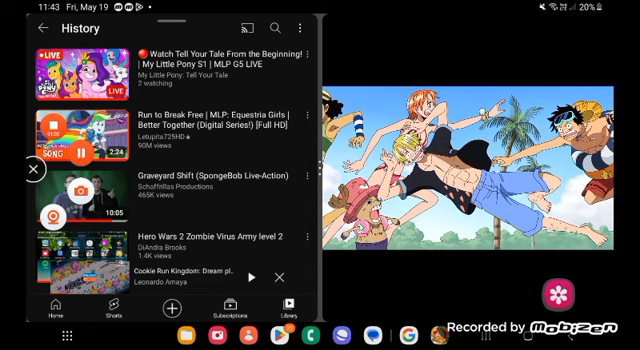 11:43 Fri, May 19
20%
History
LIVE
LIVE
🔴 Watch Tell Your Tale From the Beginning!
| My Little Pony S1 | MLP G5 LIVE
My Little Pony: Tell Your Tale
2 watching
SONG
2:24
Run to Break Free | MLP: Equestria Girls |
Better Together (Digital Series!) [Full HD]
Letupita725HD
90M views
10:05
Graveyard Shift (SpongeBob Live-Action)
Schaffrillas Productions
465K views
Hero Wars 2 Zombie Virus Army level 2
DiAndra Brooks
1.4K views
Cookie Run Kingdom: Dream pl..
Leonardo Amaya
Home
Shorts
Subscriptions
Library
Recorded by mobizen